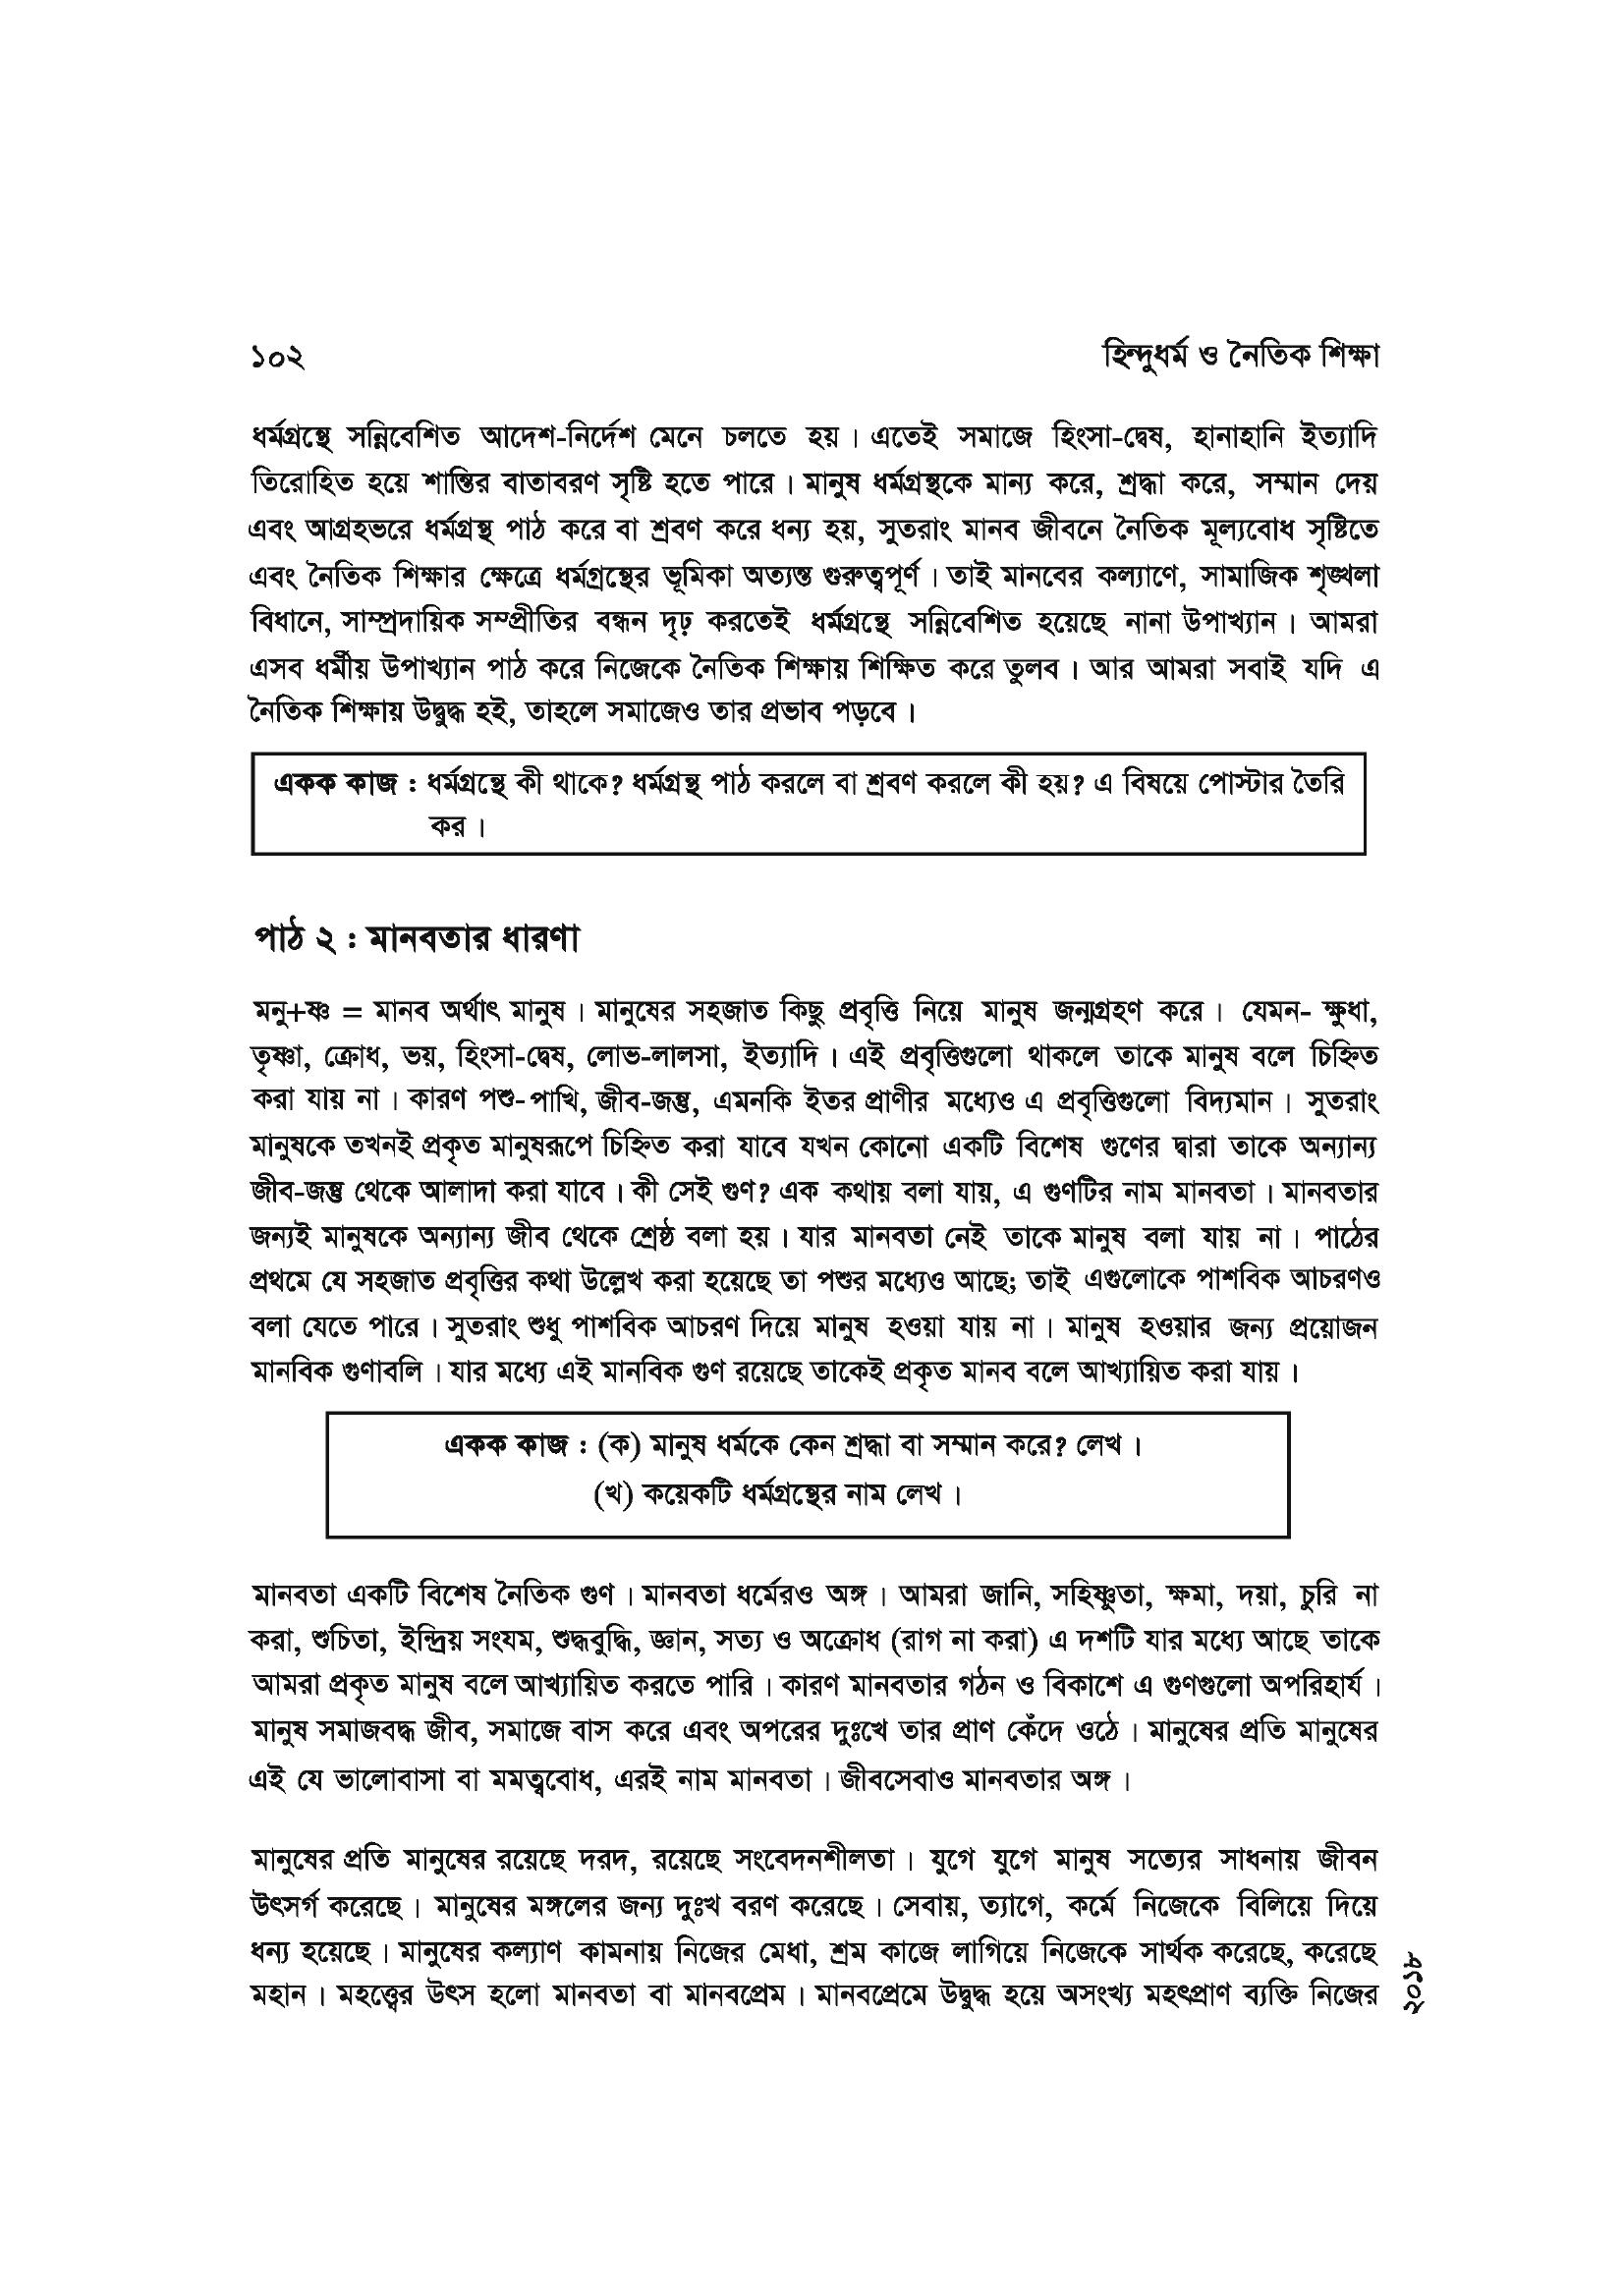 ১০২ হিন্দুধর্ম ও নৈতিক শিক্ষা
ধর্মগ্রন্থে সন্নিবেশিত আদেশ-নির্দেশ মেনে চলতে হয়। এতেই সমাজে হিংসা-দ্বেষ, হানাহানি ইত্যাদি
তিরোহিত হয়ে শান্তির বাতাবরণ সৃষ্টি হতে পারে। মানুষ ধর্মগ্রন্থকে মান্য করে, শ্রদ্ধা করে, সম্মান দেয়
এবং আগ্রহভরে ধর্মগ্রন্থ পাঠ করে বা শ্রবণ করে ধন্য হয়, সুতরাং মানব জীবনে নৈতিক মূল্যবোধ সৃষ্টিতে
এবং নৈতিক শিক্ষার ক্ষেত্রে ধর্মগ্রন্থের ভূমিকা অত্যন্ত গুরুত্বপূর্ণ। তাই মানবের কল্যাণে, সামাজিক শৃঙ্খলা
বিধানে, সাম্প্রদায়িক সম্প্রীতির বন্ধন দৃঢ় করতেই ধর্মগ্রন্থে সন্নিবেশিত হয়েছে নানা উপাখ্যান। আমরা
এসব ধর্মীয় উপাখ্যান পাঠ করে নিজেকে নৈতিক শিক্ষায় শিক্ষিত করে তুলব। আর আমরা সবাই যদি এ
নৈতিক শিক্ষায় উদ্বুদ্ধ হই, তাহলে সমাজেও তার প্রভাব পড়বে।
একক কাজ : ধর্মগ্রন্থে কী থাকে? ধর্মগ্রন্থ পাঠ করলে বা শ্রবণ করলে কী হয়? এ বিষয়ে পোস্টার তৈরি
কর।
পাঠ ২ : মানবতার ধারণা
মনু+ষ্ণ = মানব অর্থাৎ মানুষ। মানুষের সহজাত কিছু প্রবৃত্তি নিয়ে মানুষ জন্মগ্রহণ করে। যেমন- ক্ষুধা,
তৃষ্ণা, ক্রোধ, ভয়, হিংসা-দ্বেষ, লোভ-লালসা, ইত্যাদি। এই প্রবৃত্তিগুলো থাকলে তাকে মানুষ বলে চিহ্নিত
করা যায় না। কারণ পশু-পাখি, জীব-জন্তু, এমনকি ইতর প্রাণীর মধ্যেও এ প্রবৃত্তিগুলো বিদ্যমান। সুতরাং
মানুষকে তখনই প্রকৃত মানুষরূপে চিহ্নিত করা যাবে যখন কোনো একটি বিশেষ গুণের দ্বারা তাকে অন্যান্য
জীব-জন্তু থেকে আলাদা করা যাবে। কী সেই গুণ? এক কথায় বলা যায়, এ গুণটির নাম মানবতা। মানবতার
জন্যই মানুষকে অন্যান্য জীব থেকে শ্রেষ্ঠ বলা হয়। যার মানবতা নেই তাকে মানুষ বলা যায় না। পাঠের
প্রথমে যে সহজাত প্রবৃত্তির কথা উল্লেখ করা হয়েছে তা পশুর মধ্যেও আছে; তাই এগুলোকে পাশবিক আচরণও
বলা যেতে পারে। সুতরাং শুধু পাশবিক আচরণ দিয়ে মানুষ হওয়া যায় না। মানুষ হওয়ার জন্য প্রয়োজন
মানবিক গুণাবলি। যার মধ্যে এই মানবিক গুণ রয়েছে তাকেই প্রকৃত মানব বলে আখ্যায়িত করা যায়।
একক কাজ : (ক) মানুষ ধর্মকে কেন শ্রদ্ধা বা সম্মান করে? লেখ।
(খ) কয়েকটি ধর্মগ্রন্থের নাম লেখ।
মানবতা একটি বিশেষ নৈতিক গুণ। মানবতা ধর্মেরও অঙ্গ। আমরা জানি, সহিষ্ণুতা, ক্ষমা, দয়া, চুরি না
করা, শুচিতা, ইন্দ্রিয় সংযম, শুদ্ধবুদ্ধি, জ্ঞান, সত্য ও অক্রোধ (রাগ না করা) এ দশটি যার মধ্যে আছে তাকে
আমরা প্রকৃত মানুষ বলে আখ্যায়িত করতে পারি। কারণ মানবতার গঠন ও বিকাশে এ গুণগুলো অপরিহার্য।
মানুষ সমাজবদ্ধ জীব, সমাজে বাস করে এবং অপরের দুঃখে তার প্রাণ কেঁদে ওঠে। মানুষের প্রতি মানুষের
এই যে ভালোবাসা বা মমত্ববোধ, এরই নাম মানবতা। জীবসেবাও মানবতার অঙ্গ।
মানুষের প্রতি মানুষের রয়েছে দরদ, রয়েছে সংবেদনশীলতা। যুগে যুগে মানুষ সত্যের সাধনায় জীবন
উৎসর্গ করেছে। মানুষের মঙ্গলের জন্য দুঃখ বরণ করেছে। সেবায়, ত্যাগে, কর্মে নিজেকে বিলিয়ে দিয়ে
ধন্য হয়েছে। মানুষের কল্যাণ কামনায় নিজের মেধা, শ্রম কাজে লাগিয়ে নিজেকে সার্থক করেছে, করেছে
মহান। মহত্ত্বের উৎস হলো মানবতা বা মানবপ্রেম। মানবপ্রেমে উদ্বুদ্ধ হয়ে অসংখ্য মহৎপ্রাণ ব্যক্তি নিজের
২০১৮